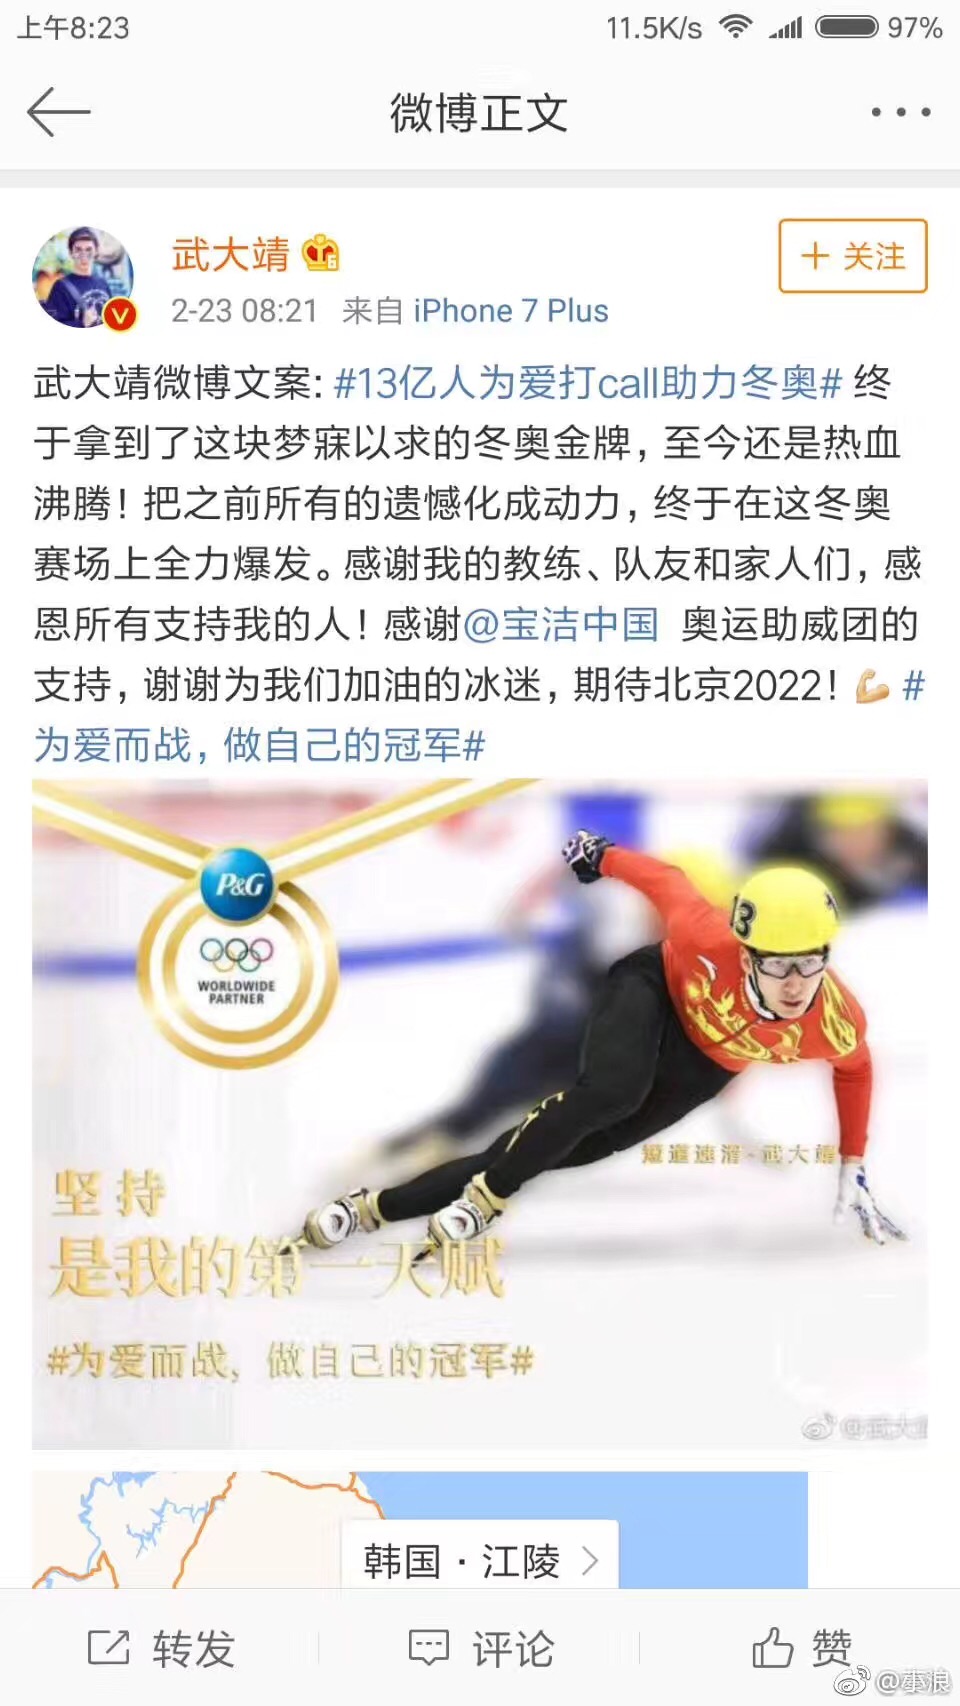 上午8:23 11.5K/s 97%
微博正文
武大靖
+ 关注
2-23 08:21 来自 iPhone 7 Plus
武大靖微博文案: #13亿人为爱打call助力冬奥# 终
于拿到了这块梦寐以求的冬奥金牌，至今还是热血
沸腾！把之前所有的遗憾化成动力，终于在这冬奥
赛场上全力爆发。感谢我的教练、队友和家人们，感
恩所有支持我的人！感谢@宝洁中国 奥运助威团的
支持，谢谢为我们加油的冰迷，期待北京2022！💪 #
为爱而战，做自己的冠军#
P&G
WORLDWIDE
PARTNER
3
短道速滑-武大靖
坚持
是我的第一天赋
#为爱而战，做自己的冠军#
韩国·江陵
转发 评论 赞